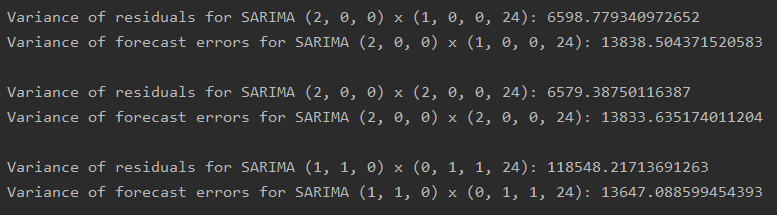 Variance of residuals for SARIMA (2, 0, 0) x (1, 0, 0, 24): 6598.779340972652
Variance of forecast errors for SARIMA (2, 0, 0) x (1, 0, 0, 24): 13838.504371520583
Variance of residuals for SARIMA (2, 0, 0) x (2, 0, 0, 24): 6579.38750116387
Variance of forecast errors for SARIMA (2, 0, 0) x (2, 0, 0, 24): 13833.635174011204
Variance of residuals for SARIMA (1, 1, 0) x (0, 1, 1, 24): 118548.21713691263
Variance of forecast errors for SARIMA (1, 1, 0) x (0, 1, 1, 24): 13647.088599454393